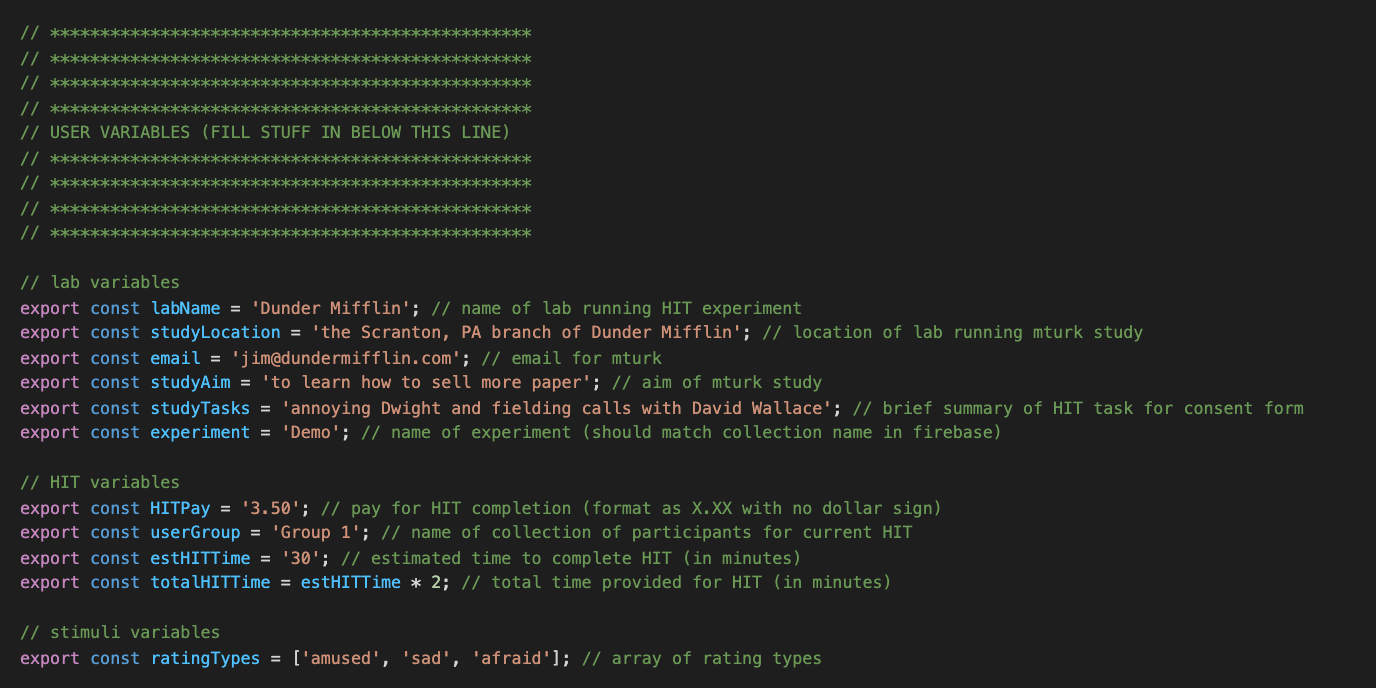 // ************************************************
// ************************************************
// ************************************************
// ************************************************
// USER VARIABLES (FILL STUFF IN BELOW THIS LINE)
// ************************************************
// ************************************************
// ************************************************
// ************************************************
// lab variables
export const labName = 'Dunder Mifflin'; // name of lab running HIT experiment
export const studyLocation = 'the Scranton, PA branch of Dunder Mifflin'; // location of lab running mturk study
export const email = 'jim@dundermifflin.com'; // email for mturk
export const studyAim = 'to learn how to sell more paper'; // aim of mturk study
export const studyTasks = 'annoying Dwight and fielding calls with David Wallace'; // brief summary of HIT task for consent form
export const experiment = 'Demo'; // name of experiment (should match collection name in firebase)
// HIT variables
export const HITPay = '3.50'; // pay for HIT completion (format as X.XX with no dollar sign)
export const userGroup = 'Group 1'; // name of collection of participants for current HIT
export const estHITTime = '30'; // estimated time to complete HIT (in minutes)
export const totalHITTime = estHITTime * 2; // total time provided for HIT (in minutes)
// stimuli variables
export const ratingTypes = ['amused', 'sad', 'afraid']; // array of rating types